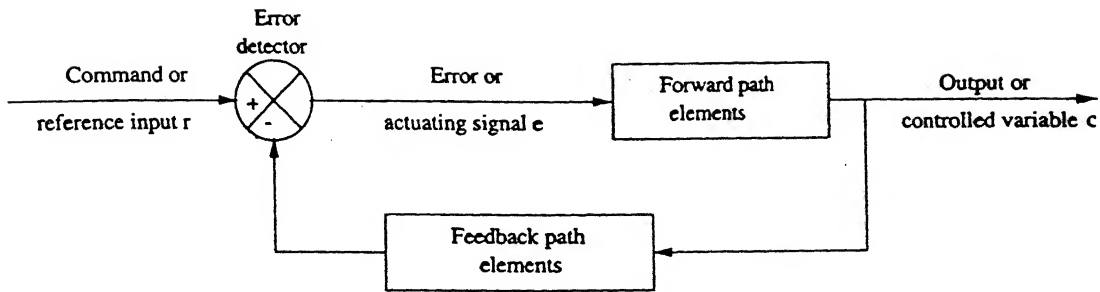 Error
detector
Command or
reference input r
+
-
Error or
actuating signal e
Forward path
elements
Output or
controlled variable c
Feedback path
elements